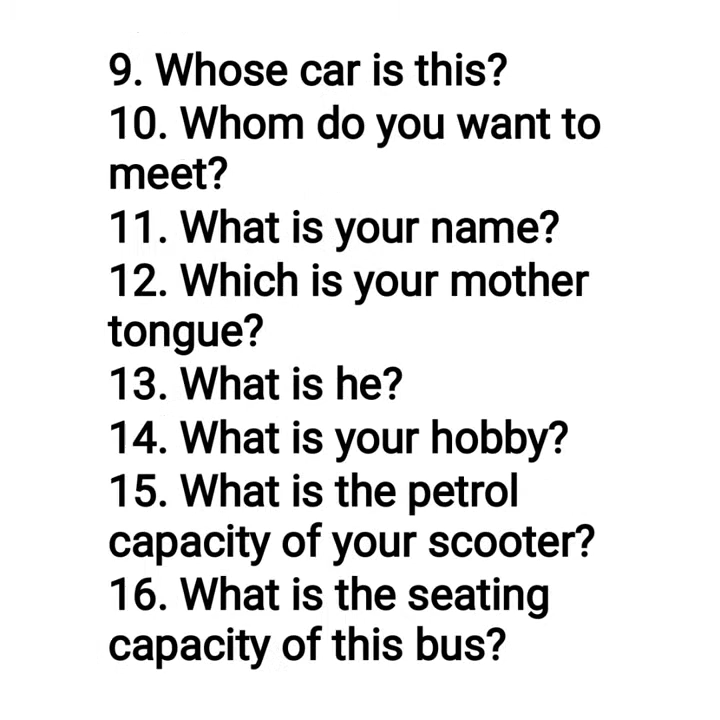 9. Whose car is this?
10. Whom do you want to
meet?
11. What is your name?
12. Which is your mother
tongue?
13. What is he?
14. What is your hobby?
15. What is the petrol
capacity of your scooter?
16. What is the seating
capacity of this bus?